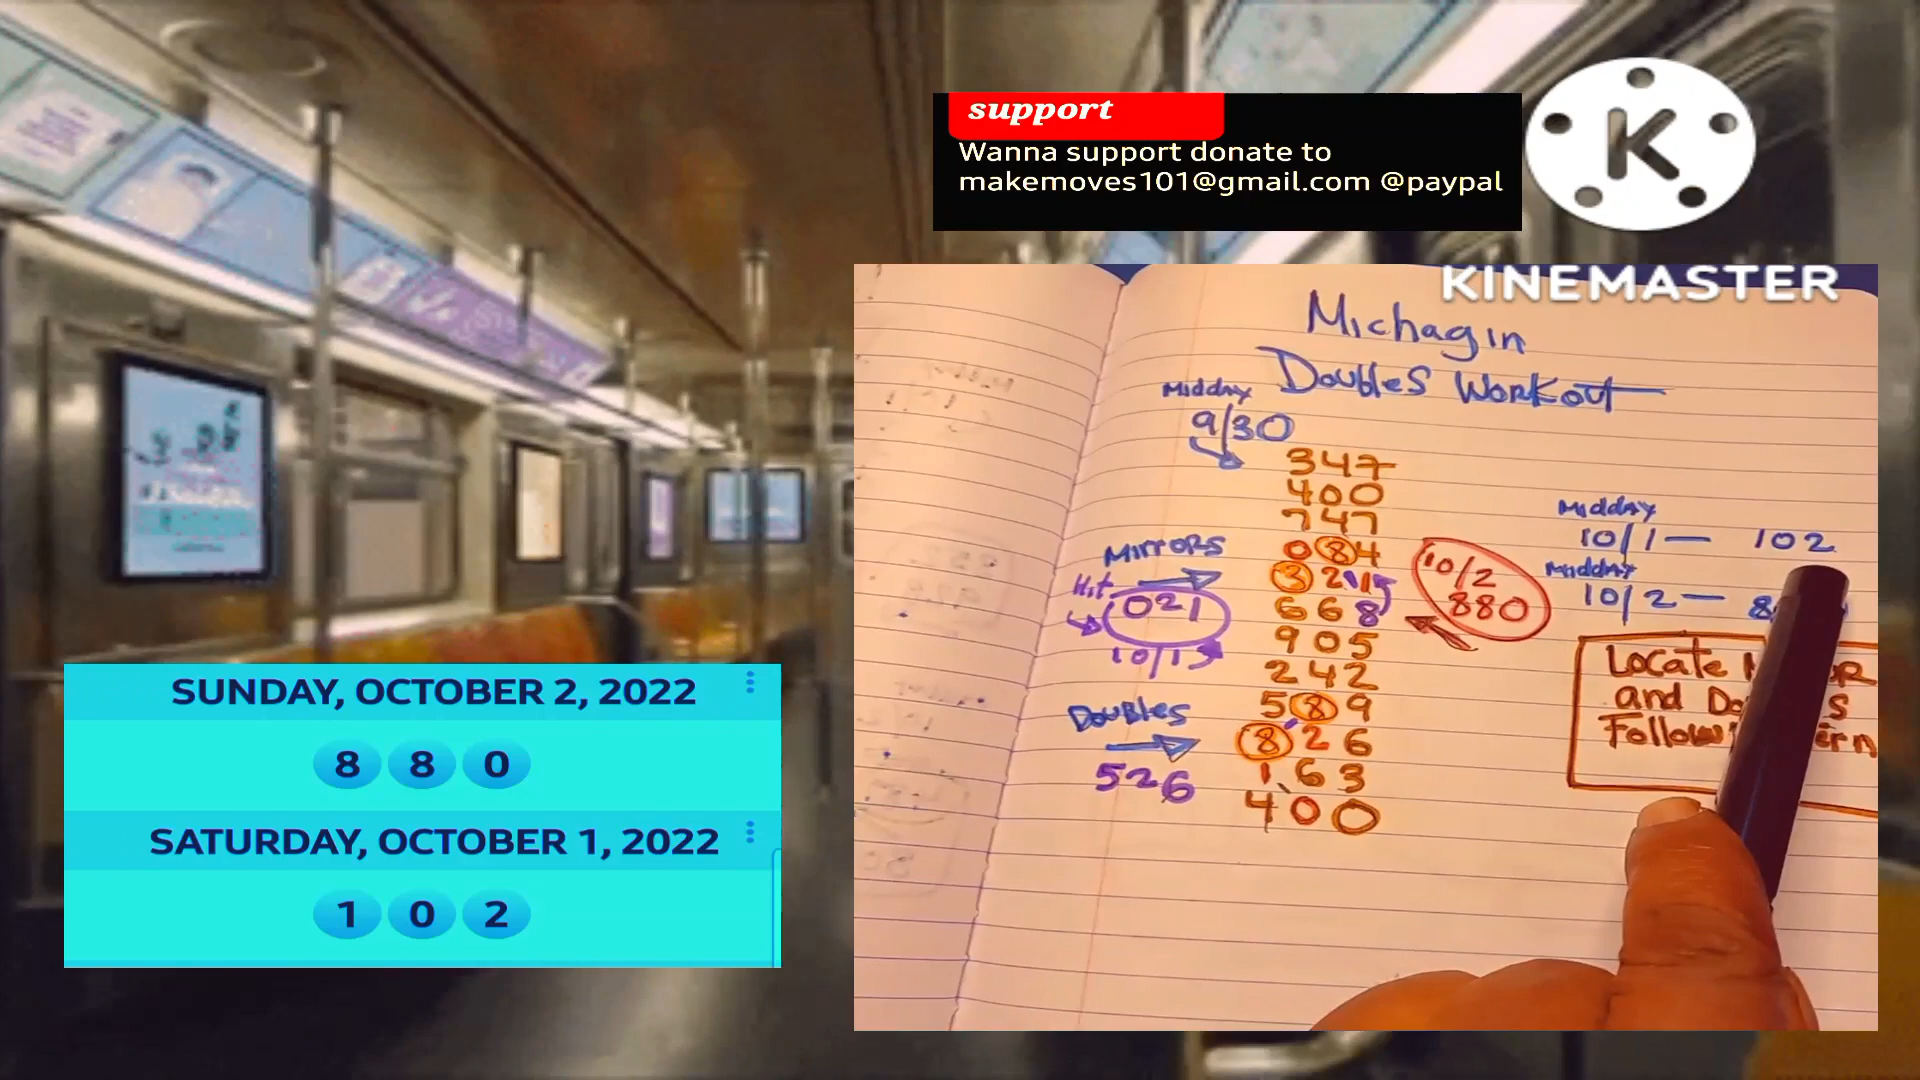 support
Wanna support donate to
makemoves101@gmail.com @paypal
K
KINEMASTER
SUNDAY, OCTOBER 2, 2022
8 8 0
SATURDAY, OCTOBER 1, 2022
1 0 2
Michagin
Doubles Workout
Midday
9/30
347
400
747
084
321
668
905
242
589
826
163
400
Mirrors
Hit
021
Doubles
526
10/2
880
Midday
10/1 — 102
Midday
10/2 — 8
Locate
and
Follow